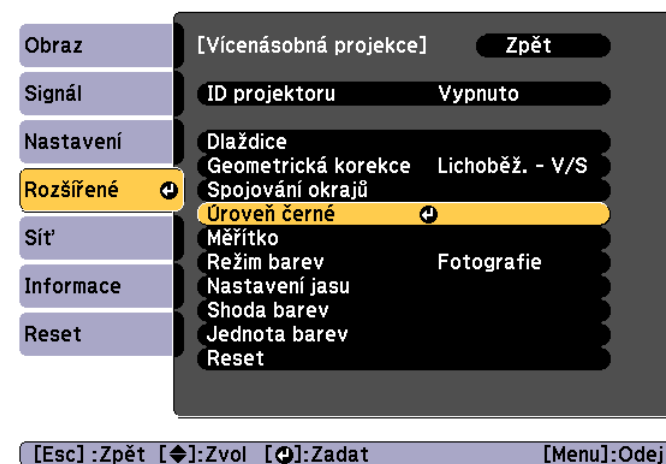 Obraz
Signál
Nastavení
Rozšířené
Síť
Informace
Reset
[Vícenásobná projekce] Zpět
ID projektoru Vypnuto
Dlaždice
Geometrická korekce Lichoběž. - V/S
Spojování okrajů
Úroveň černé
Měřítko
Režim barev Fotografie
Nastavení jasu
Shoda barev
Jednota barev
Reset
[Esc] :Zpět [◆]:Zvol [↵]:Zadat [Menu]:Odej